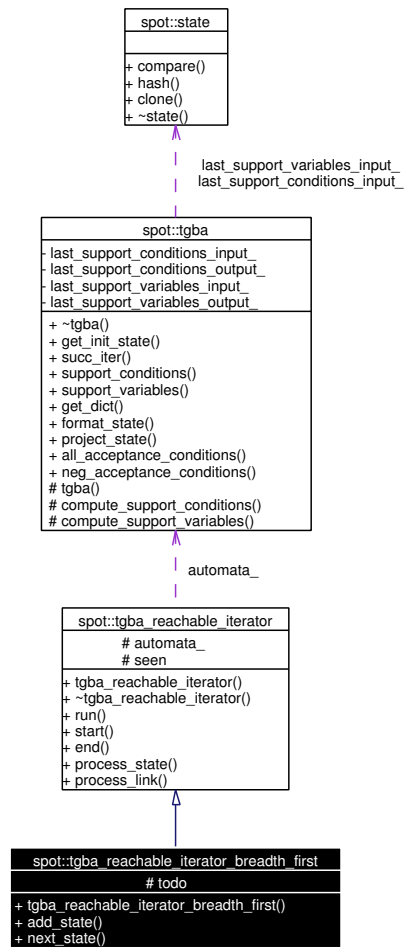 spot::state
+ compare()
+ hash()
+ clone()
+ ~state()
last_support_variables_input_
last_support_conditions_input_
spot::tgba
- last_support_conditions_input_
- last_support_conditions_output_
- last_support_variables_input_
- last_support_variables_output_
+ ~tgba()
+ get_init_state()
+ succ_iter()
+ support_conditions()
+ support_variables()
+ get_dict()
+ format_state()
+ project_state()
+ all_acceptance_conditions()
+ neg_acceptance_conditions()
# tgba()
# compute_support_conditions()
# compute_support_variables()
automata_
spot::tgba_reachable_iterator
# automata_
# seen
+ tgba_reachable_iterator()
+ ~tgba_reachable_iterator()
+ run()
+ start()
+ end()
+ process_state()
+ process_link()
spot::tgba_reachable_iterator_breadth_first
# todo
+ tgba_reachable_iterator_breadth_first()
+ add_state()
+ next_state()